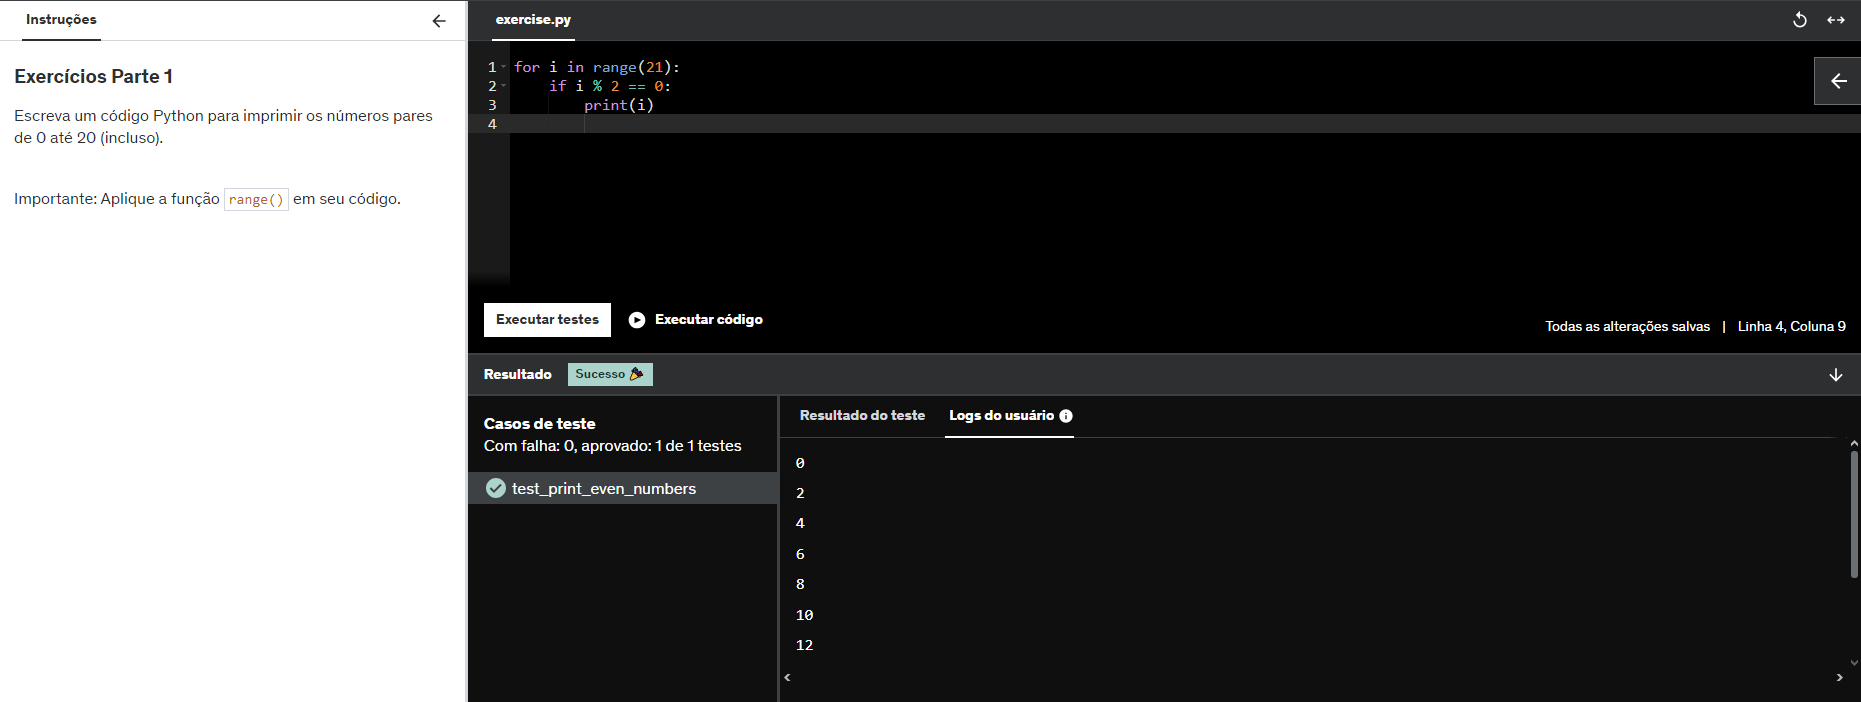 Instruções
Exercícios Parte 1
Escreva um código Python para imprimir os números pares
de 0 até 20 (incluso).
Importante: Aplique a função range() em seu código.
exercise.py
1 for i in range(21):
2     if i % 2 == 0:
3         print(i)
4
Executar testes
Executar código
Todas as alterações salvas | Linha 4, Coluna 9
Resultado Sucesso
Casos de teste
Com falha: 0, aprovado: 1 de 1 testes
test_print_even_numbers
Resultado do teste Logs do usuário
0
2
4
6
8
10
12